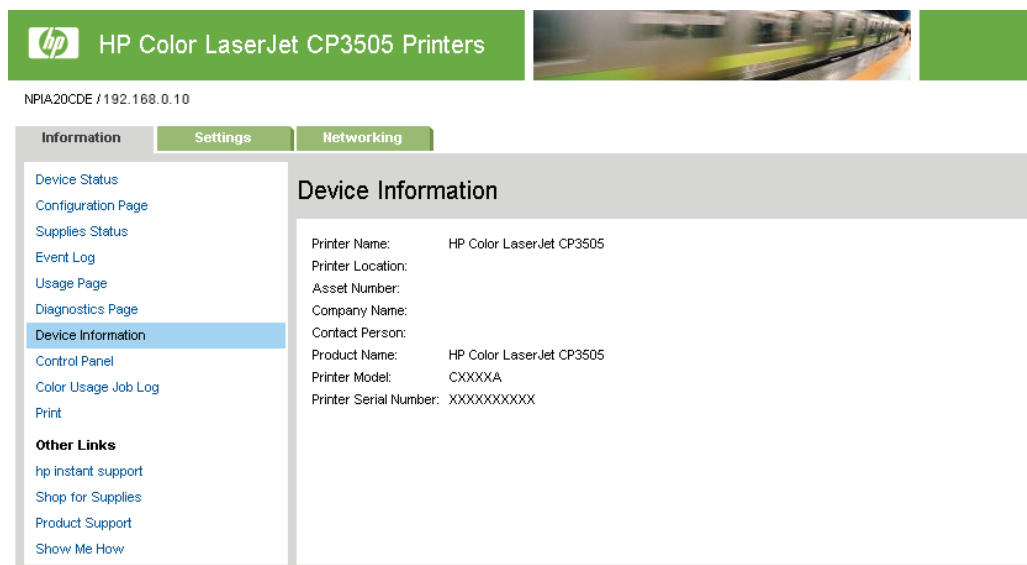 hp HP Color LaserJet CP3505 Printers
NPIA20CDE / 192.168.0.10
Information Settings Networking
Device Status
Configuration Page
Supplies Status
Event Log
Usage Page
Diagnostics Page
Device Information
Control Panel
Color Usage Job Log
Print
Other Links
hp instant support
Shop for Supplies
Product Support
Show Me How
Device Information
Printer Name: HP Color LaserJet CP3505
Printer Location:
Asset Number:
Company Name:
Contact Person:
Product Name: HP Color LaserJet CP3505
Printer Model: CXXXXA
Printer Serial Number: XXXXXXXXXX